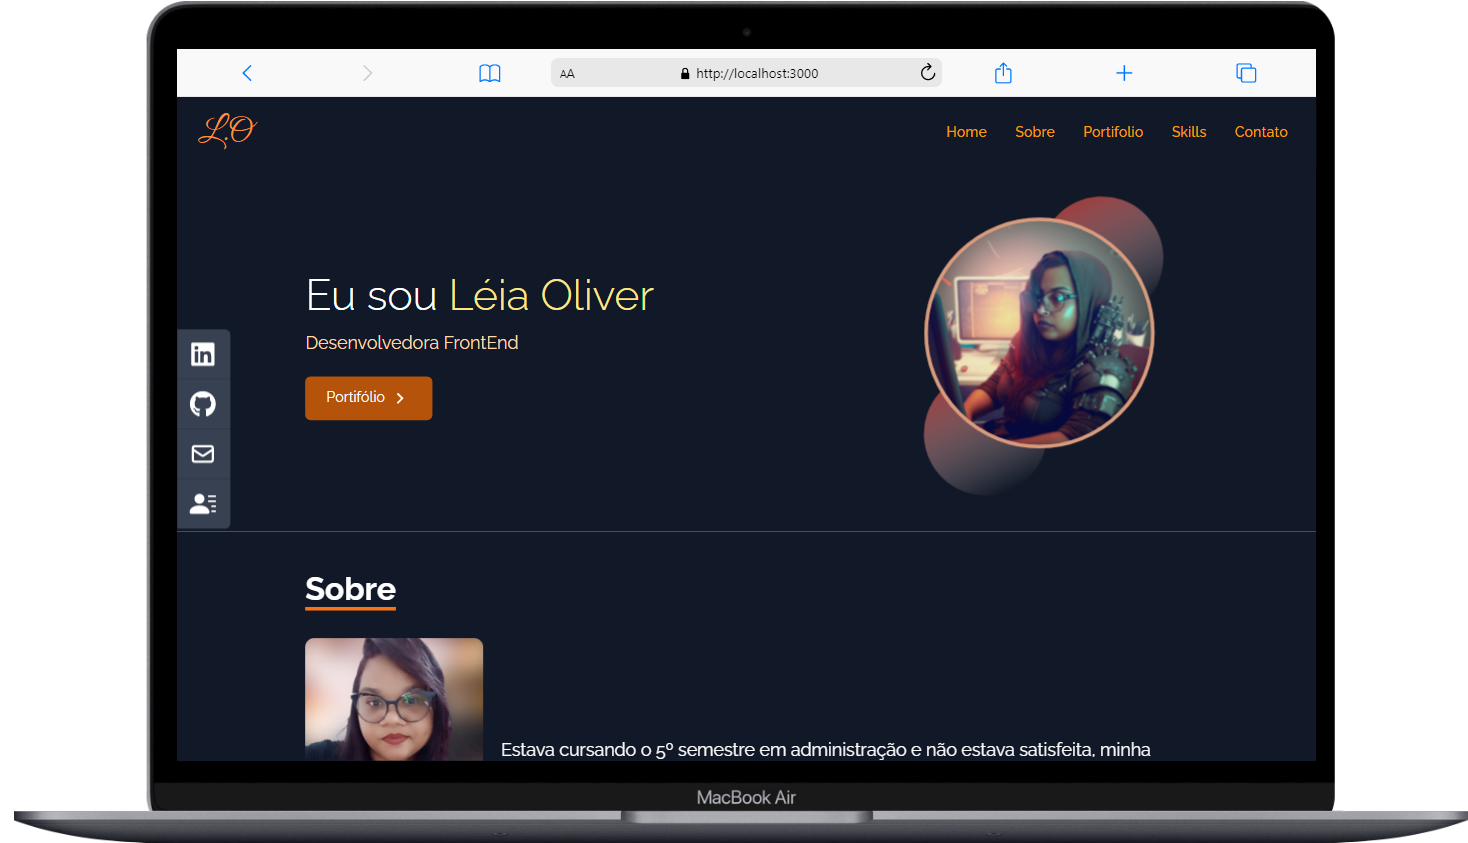 AA http://localhost:3000
L.O Home Sobre Portifolio Skills Contato
Eu sou Léia Oliver
Desenvolvedora FrontEnd
Portifólio
in
Sobre
Estava cursando o 5º semestre em administração e não estava satisfeita, minha
MacBook Air